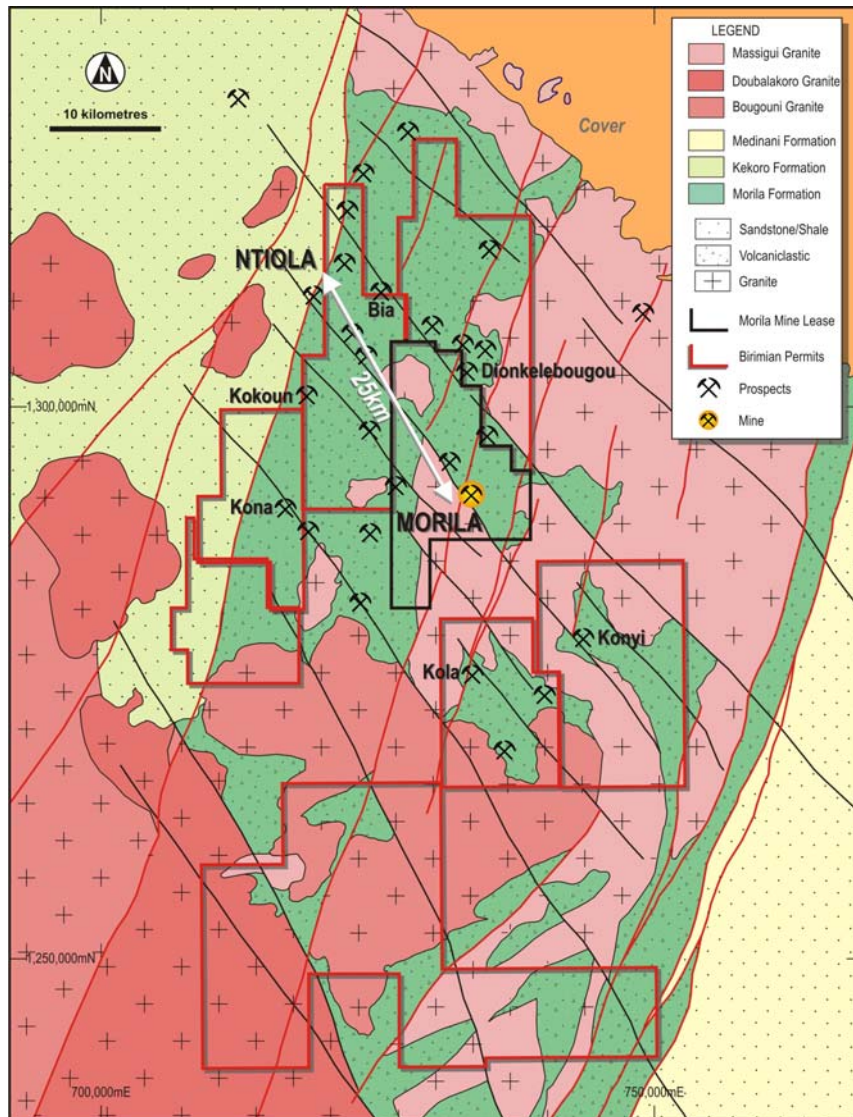 N
10 kilometres
Cover
NTIOLA
Bia
Dionkelebougou
25km
Kokoun
1,300,000mN
Kona
MORILA
Konyi
Kola
1,250,000mN
700,000mE
750,000mE
LEGEND
Massigui Granite
Doubalakoro Granite
Bougouni Granite
Medinani Formation
Kekoro Formation
Morila Formation
Sandstone/Shale
Volcaniclastic
Granite
Morila Mine Lease
Birimian Permits
Prospects
Mine